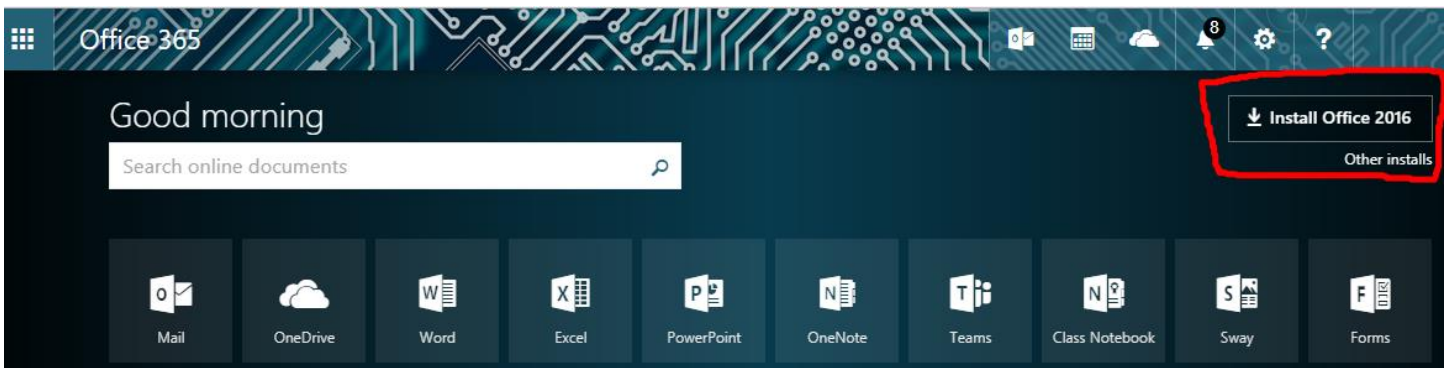 Office 365
8
?
Good morning
Install Office 2016
Search online documents
Other installs
Mail
OneDrive
Word
Excel
PowerPoint
OneNote
Teams
Class Notebook
Sway
Forms